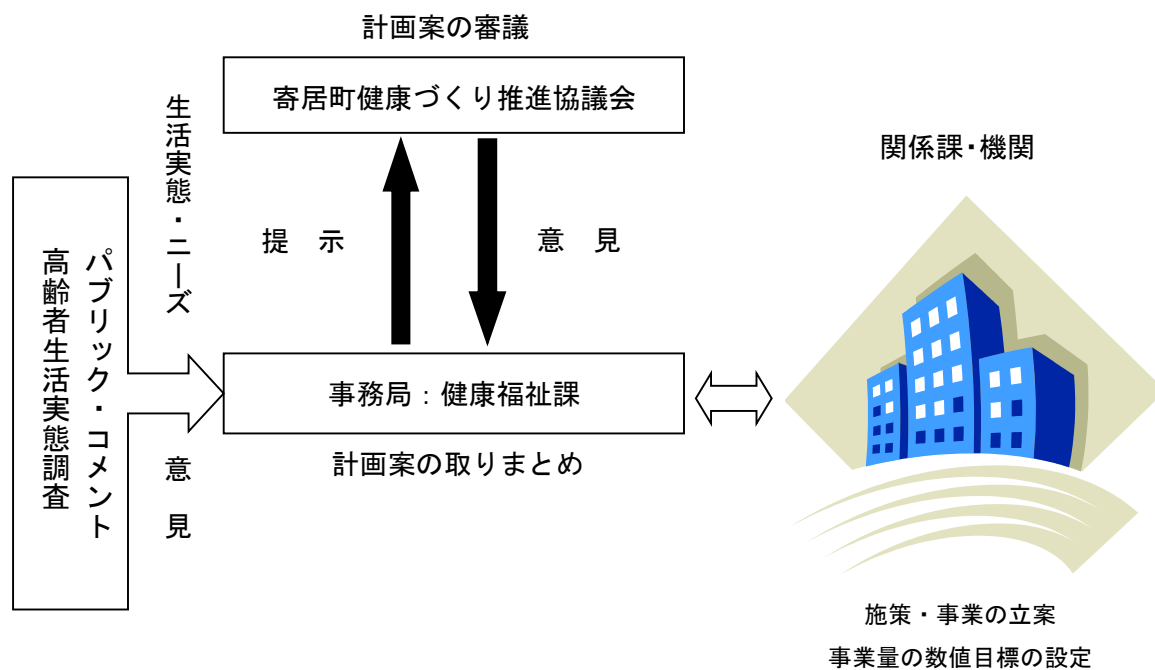 計画案の審議
寄居町健康づくり推進協議会
生活実態・ニーズ
関係課・機関
提　示
意　見
パブリック・コメント
高齢者生活実態調査
事務局：健康福祉課
意　見
計画案の取りまとめ
施策・事業の立案
事業量の数値目標の設定